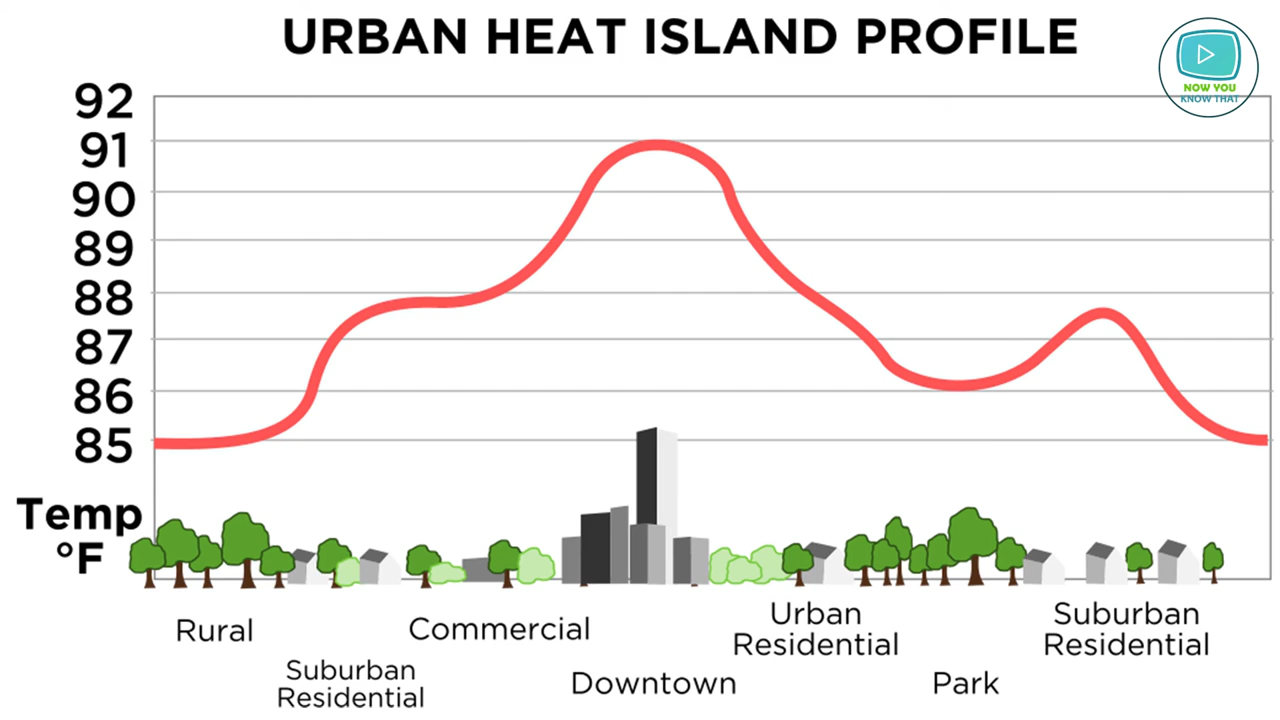 URBAN HEAT ISLAND PROFILE
NOW YOU
KNOW THAT
92
91
90
89
88
87
86
85
Temp
°F
Rural
Suburban
Residential
Commercial
Downtown
Urban
Residential
Park
Suburban
Residential